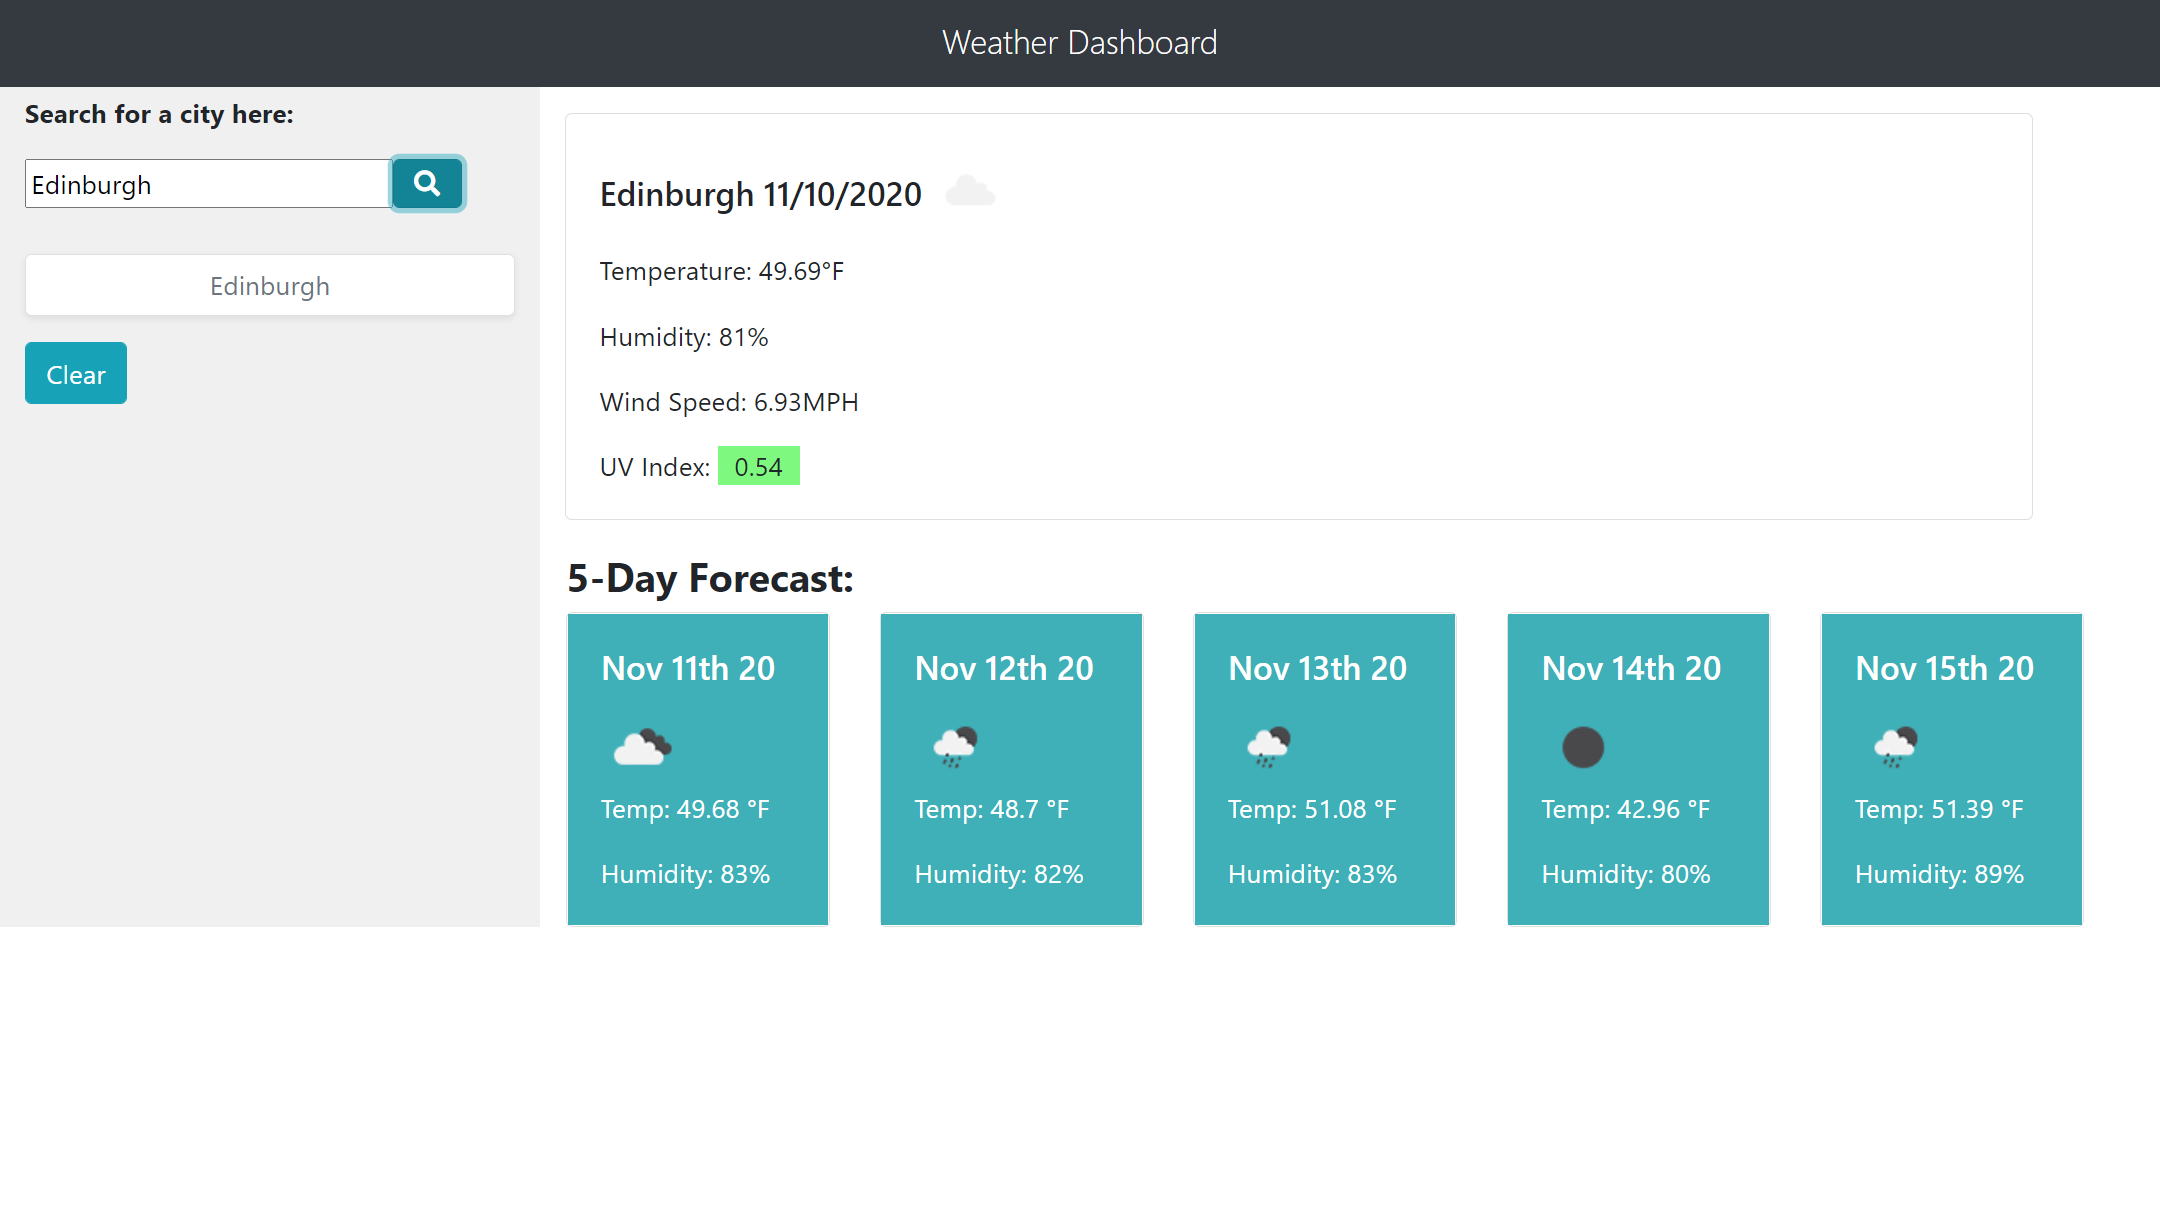 Weather Dashboard
Search for a city here:
Edinburgh
Edinburgh
Clear
Edinburgh 11/10/2020
Temperature: 49.69°F
Humidity: 81%
Wind Speed: 6.93MPH
UV Index: 0.54
5-Day Forecast:
Nov 11th 20
Temp: 49.68 °F
Humidity: 83%
Nov 12th 20
Temp: 48.7 °F
Humidity: 82%
Nov 13th 20
Temp: 51.08 °F
Humidity: 83%
Nov 14th 20
Temp: 42.96 °F
Humidity: 80%
Nov 15th 20
Temp: 51.39 °F
Humidity: 89%